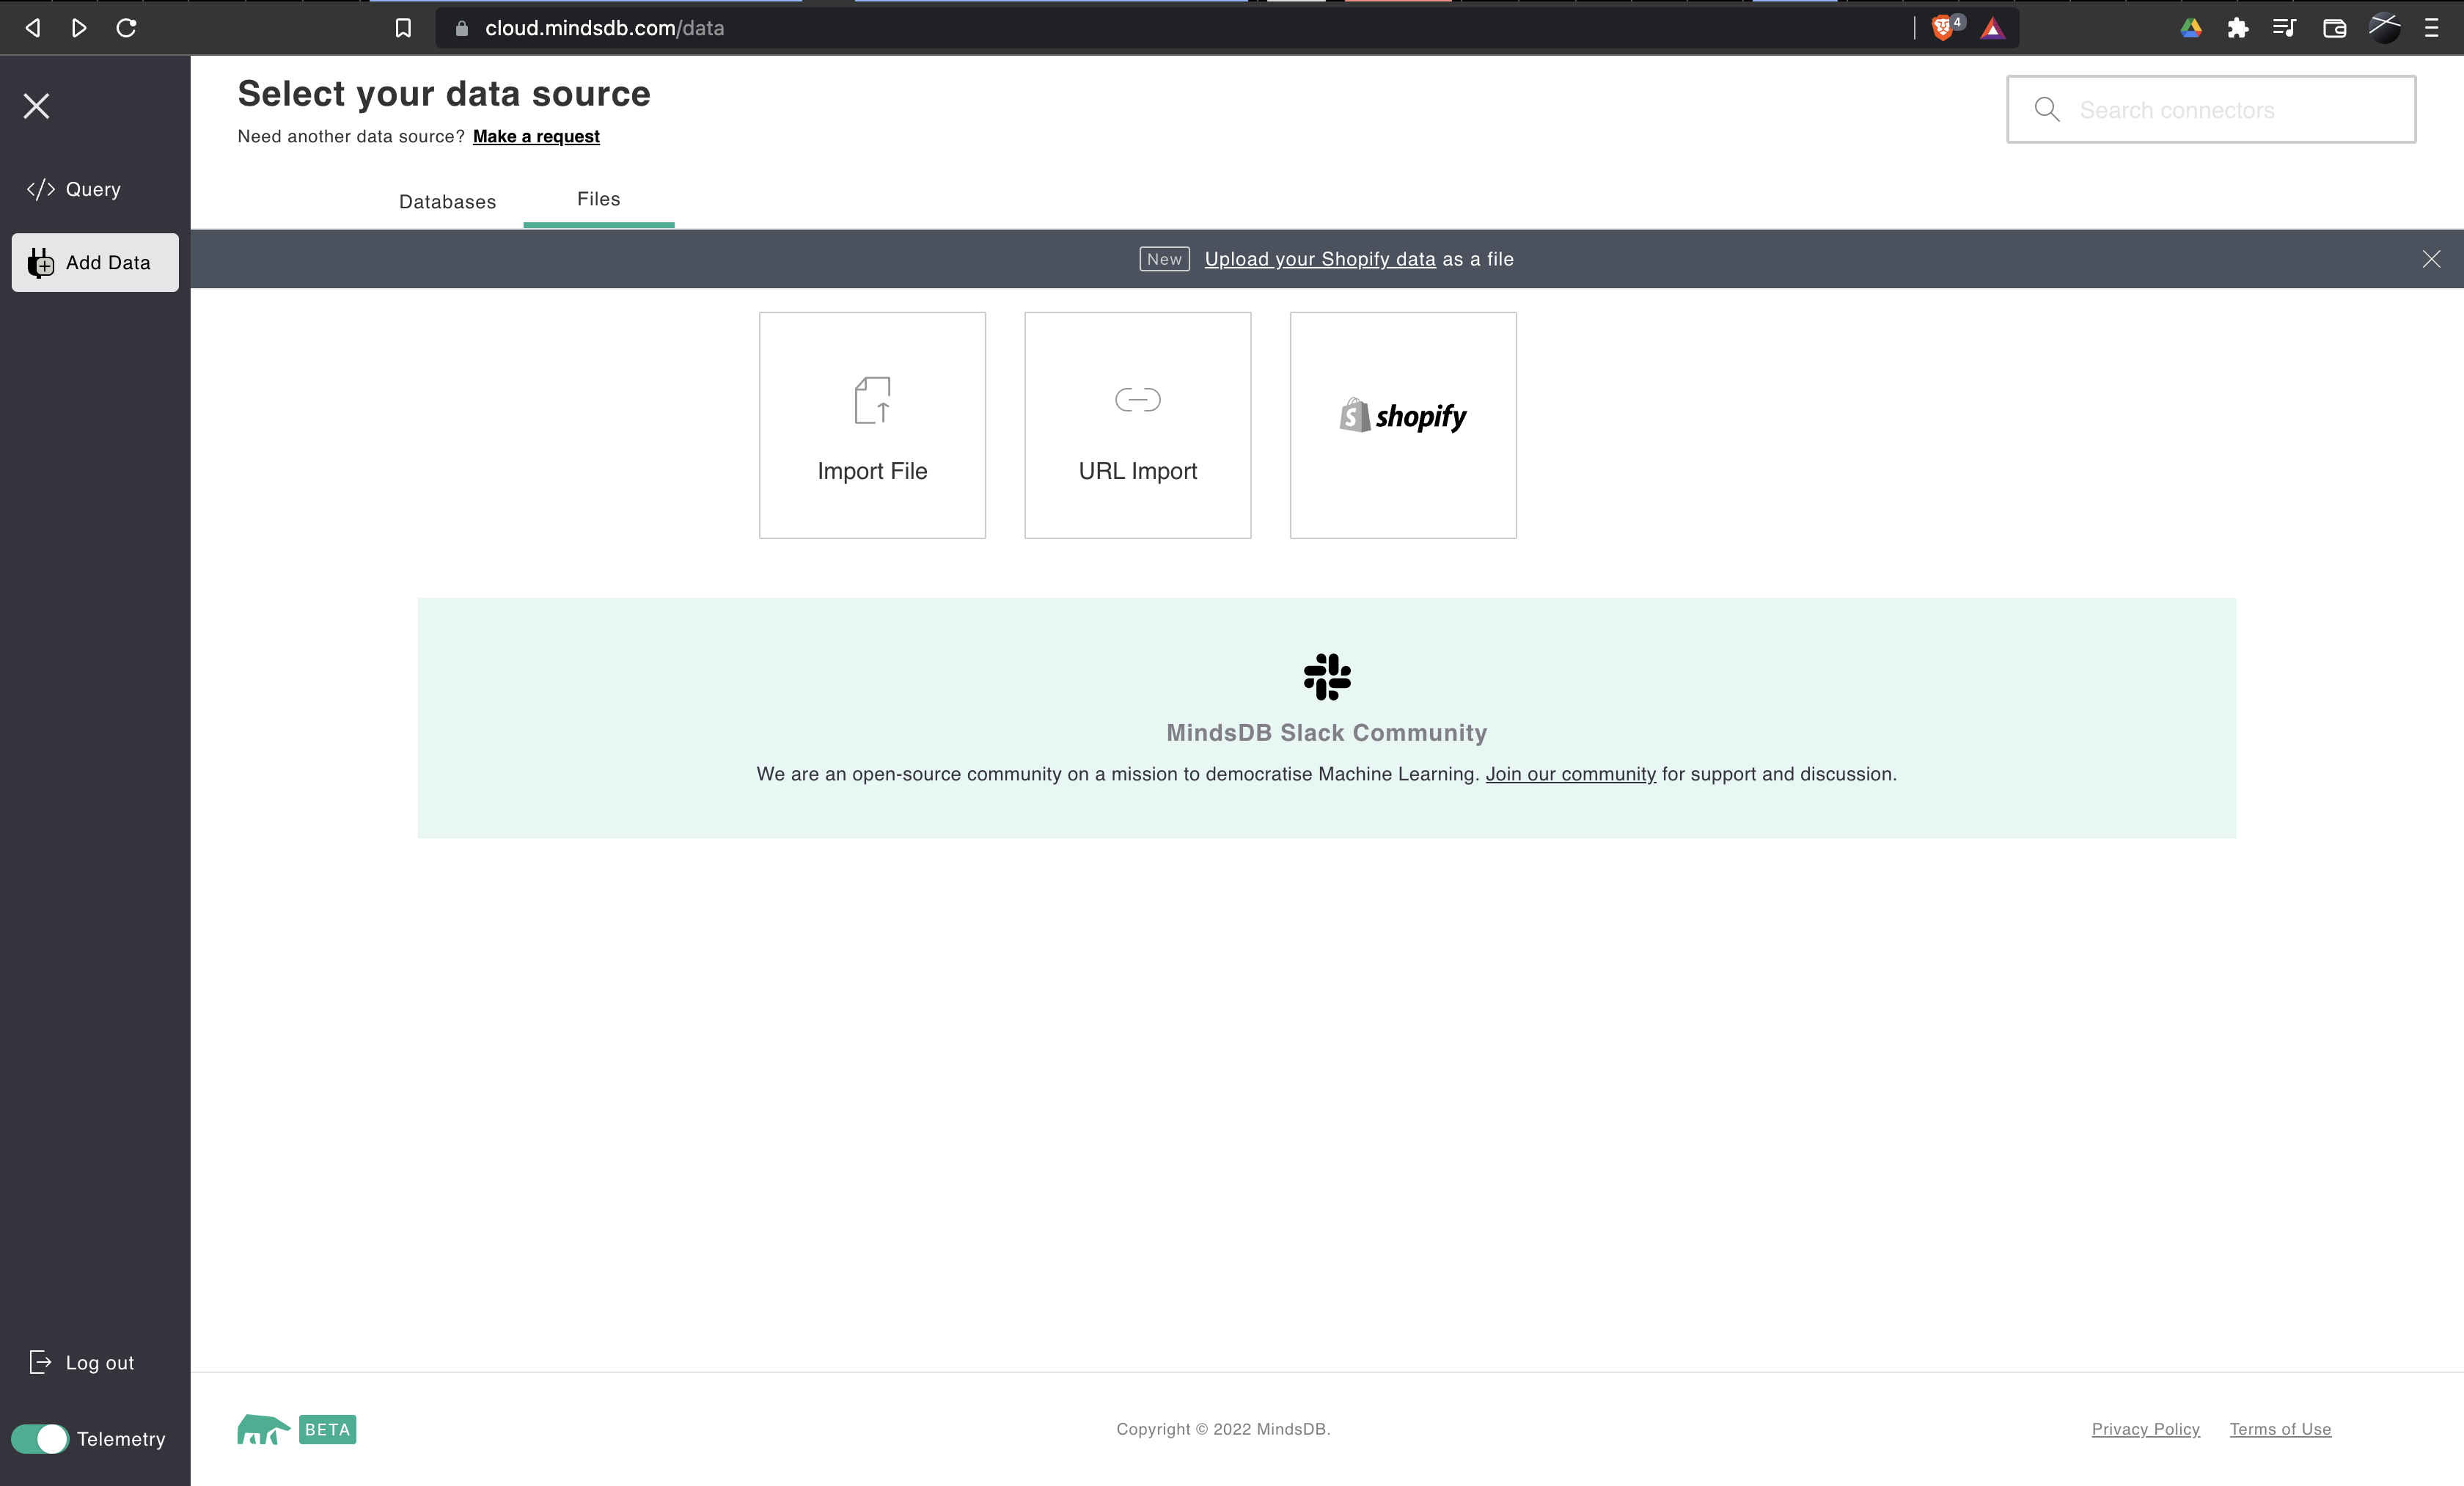 cloud.mindsdb.com/data
4
Select your data source
Need another data source? Make a request
Search connectors
Query
Add Data
Databases
Files
New Upload your Shopify data as a file
Import File
URL Import
shopify
MindsDB Slack Community
We are an open-source community on a mission to democratise Machine Learning. Join our community for support and discussion.
Log out
Telemetry
BETA
Copyright © 2022 MindsDB.
Privacy Policy
Terms of Use